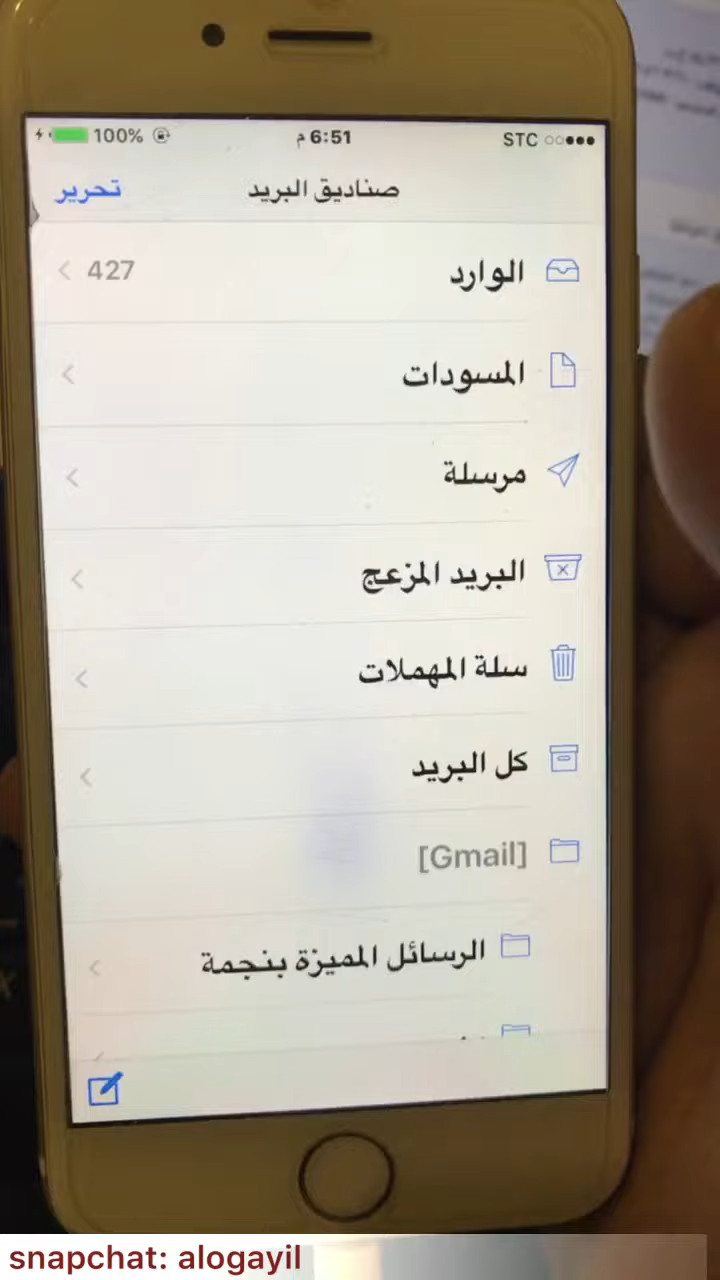 100% 6:51 م STC
تحرير صناديق البريد
الوارد 427
المسودات
مرسلة
البريد المزعج
سلة المهملات
كل البريد
[Gmail]
الرسائل المميزة بنجمة
snapchat: alogayil